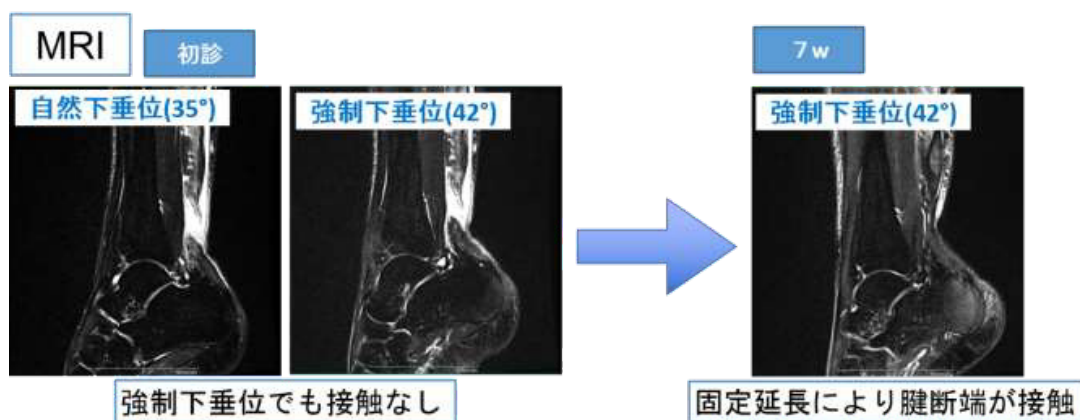 MRI
初診
7w
自然下垂位(35°)
強制下垂位(42°)
強制下垂位(42°)
強制下垂位でも接触なし
固定延長により腱断端が接触